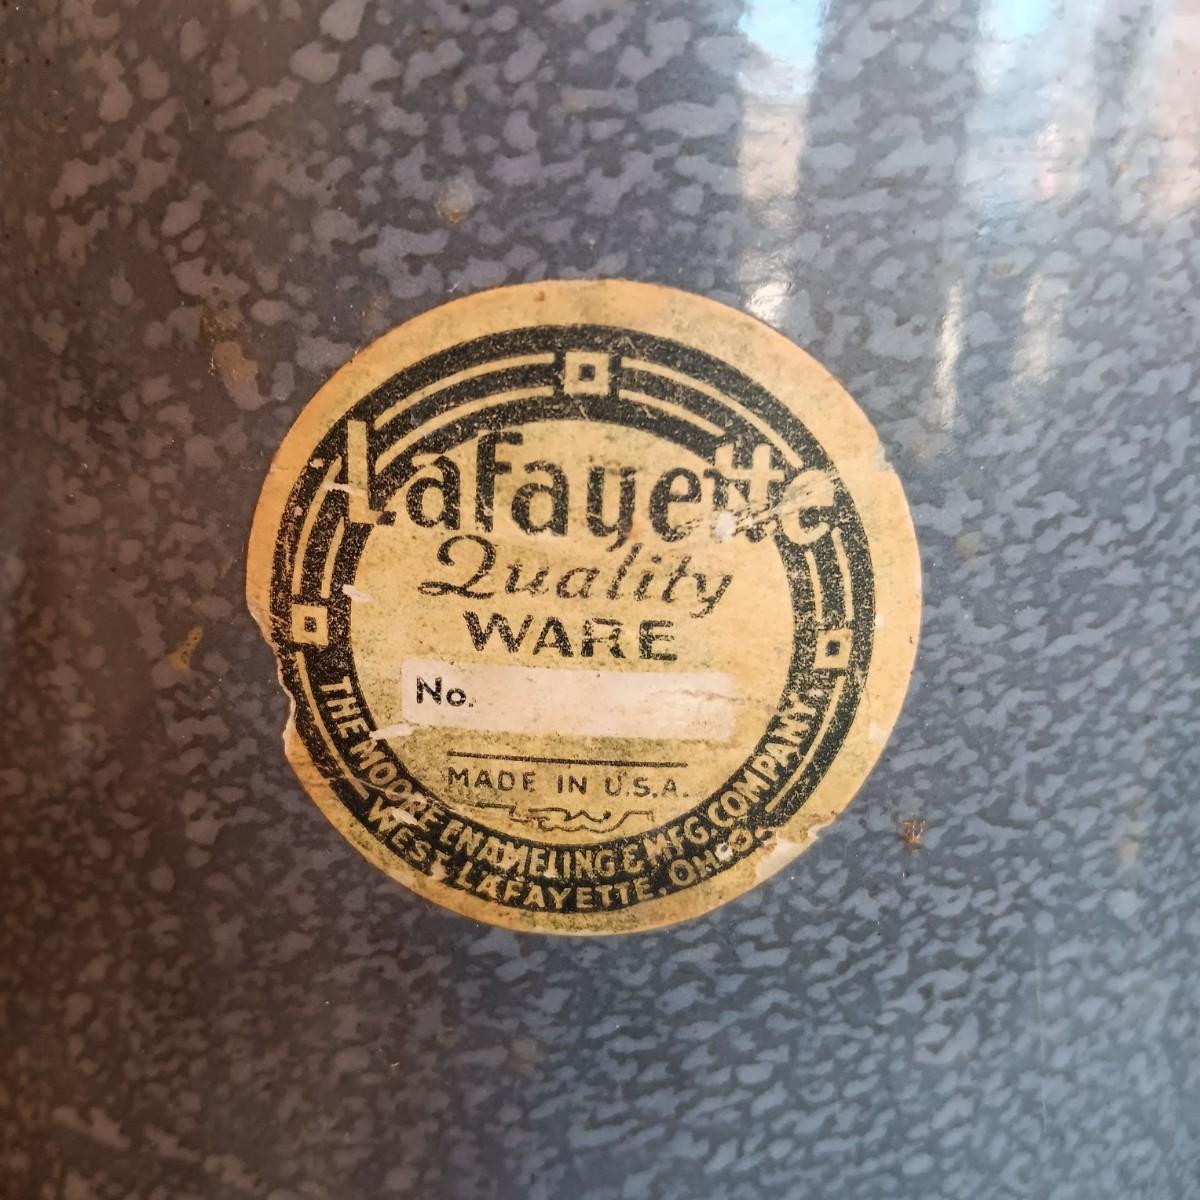 Lafayette
Quality
WARE
No.
MADE IN U.S.A.
THE MOORE ENAMELING & MFG. COMPANY.
WEST LAFAYETTE, OHIO.